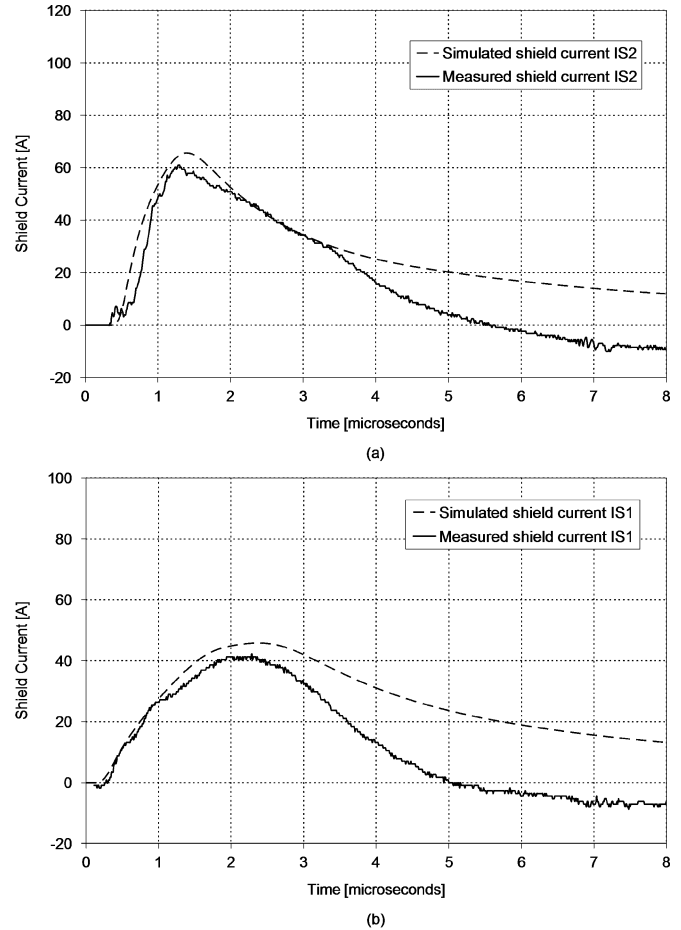 120
100
80
60
40
20
0
-20
Shield Current [A]
Simulated shield current IS2
Measured shield current IS2
0 1 2 3 4 5 6 7 8
Time [microseconds]
(a)
100
80
60
40
20
0
-20
Shield Current [A]
Simulated shield current IS1
Measured shield current IS1
0 1 2 3 4 5 6 7 8
Time [microseconds]
(b)